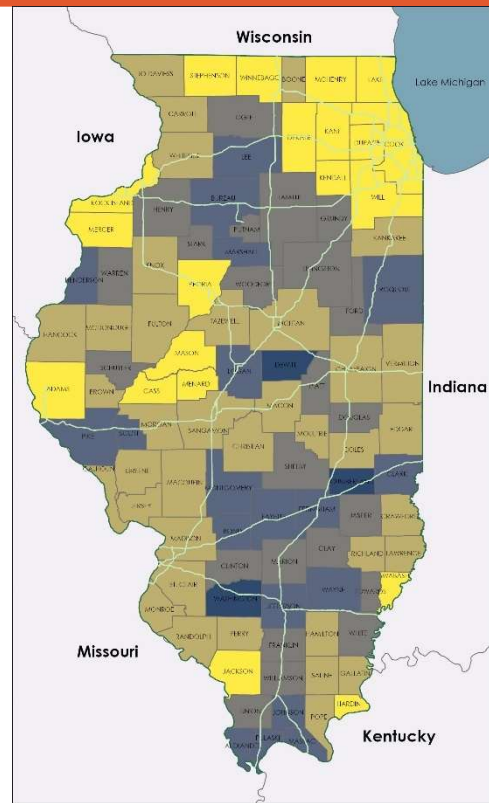 Wisconsin
JO DAVIESS
STEPHENSON
WINNEBAGO
BOONE
MCHENRY
LAKE
Lake Michigan
CARROLL
OGLE
DEKALB
KANE
DUPAGE
COOK
Iowa
WHITESIDE
LEE
KENDALL
WILL
ROCK ISLAND
BUREAU
LASALLE
GRUNDY
HENRY
MERCER
PUTNAM
KANKAKEE
STARK
MARSHALL
KNOX
LIVINGSTON
HENDERSON
WARREN
PEORIA
WOODFORD
IROQUOIS
FORD
HANCOCK
MCDONOUGH
FULTON
TAZEWELL
MCLEAN
MASON
SCHUYLER
LOGAN
DEWITT
CHAMPAIGN
VERMILION
Indiana
ADAMS
BROWN
CASS
MENARD
PIATT
MACON
MORGAN
SANGAMON
DOUGLAS
EDGAR
PIKE
SCOTT
MOULTRIE
COLES
CHRISTIAN
CALHOUN
GREENE
MACOUPIN
SHELBY
CUMBERLAND
CLARK
JERSEY
MONTGOMERY
FAYETTE
EFFINGHAM
JASPER
CRAWFORD
BOND
MADISON
CLAY
RICHLAND
LAWRENCE
CLINTON
MARION
WABASH
ST. CLAIR
WAYNE
EDWARDS
WASHINGTON
JEFFERSON
MONROE
RANDOLPH
PERRY
HAMILTON
WHITE
Missouri
FRANKLIN
JACKSON
WILLIAMSON
SALINE
GALLATIN
HARDIN
UNION
JOHNSON
POPE
ALEXANDER
PULASKI
MASSAC
Kentucky